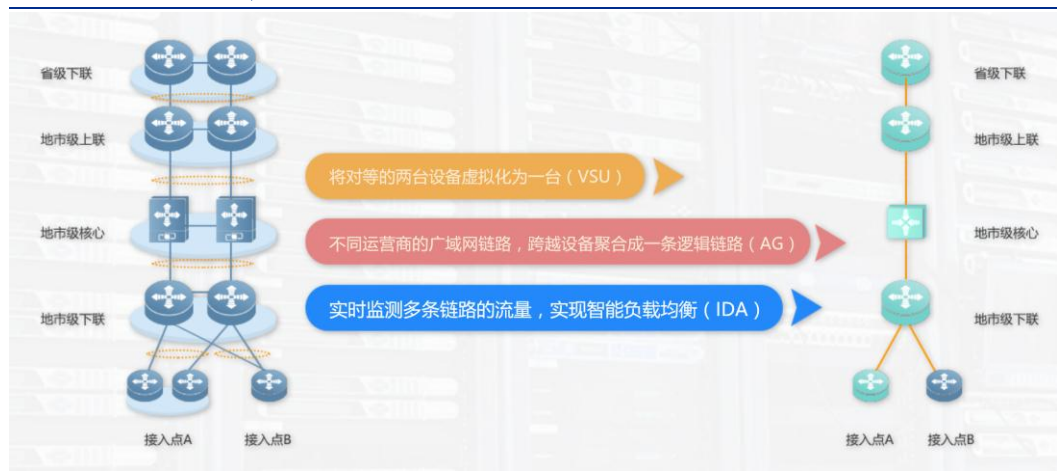 省级下联
地市级上联
地市级核心
地市级下联
接入点A
接入点B
将对等的两台设备虚拟化为一台（VSU）
不同运营商的广域网链路，跨越设备聚合成一条逻辑链路（AG）
实时监测多条链路的流量，实现智能负载均衡（IDA）
省级下联
地市级上联
地市级核心
地市级下联
接入点A
接入点B